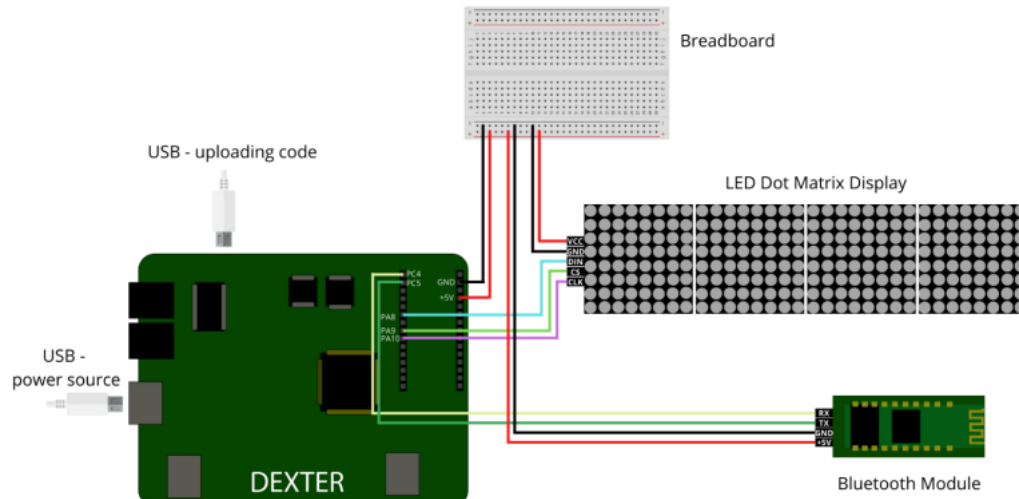 Breadboard
USB - uploading code
LED Dot Matrix Display
VCC
GND
DIN
CS
CLK
PC4
PC5
GND
+5V
PA8
PA9
PA10
USB -
power source
RX
TX
GND
+5V
DEXTER
Bluetooth Module